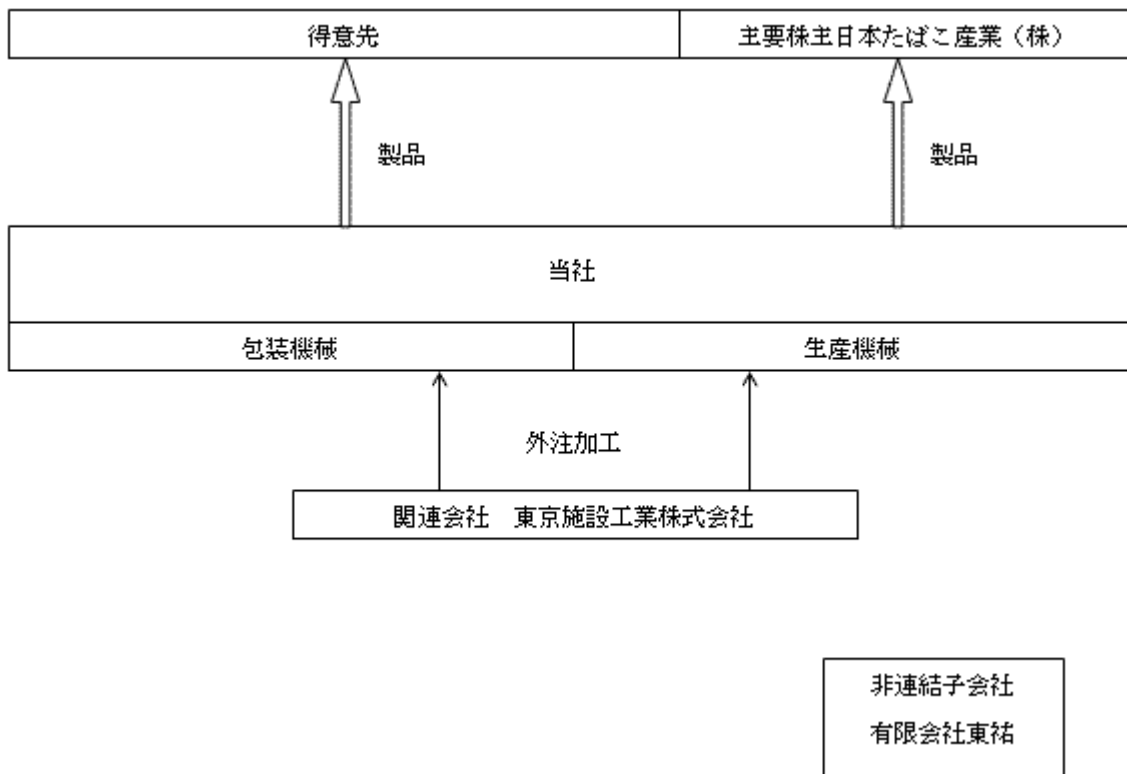 得意先
主要株主日本たばこ産業（株）
製品
製品
当社
包装機械
生産機械
外注加工
関連会社　東京施設工業株式会社
非連結子会社
有限会社東祐